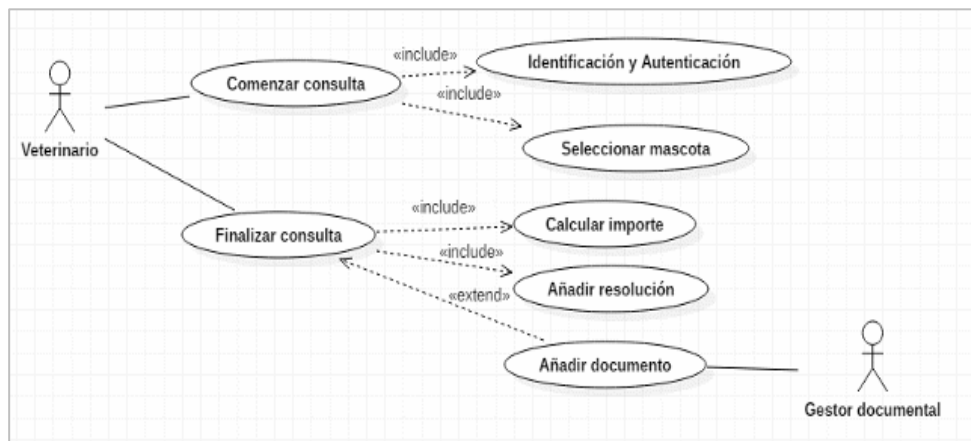 «include»
Identificación y Autenticación
Comenzar consulta
«include»
Veterinario
Seleccionar mascota
«include»
Calcular importe
Finalizar consulta
«include»
Añadir resolución
«extend»
Añadir documento
Gestor documental